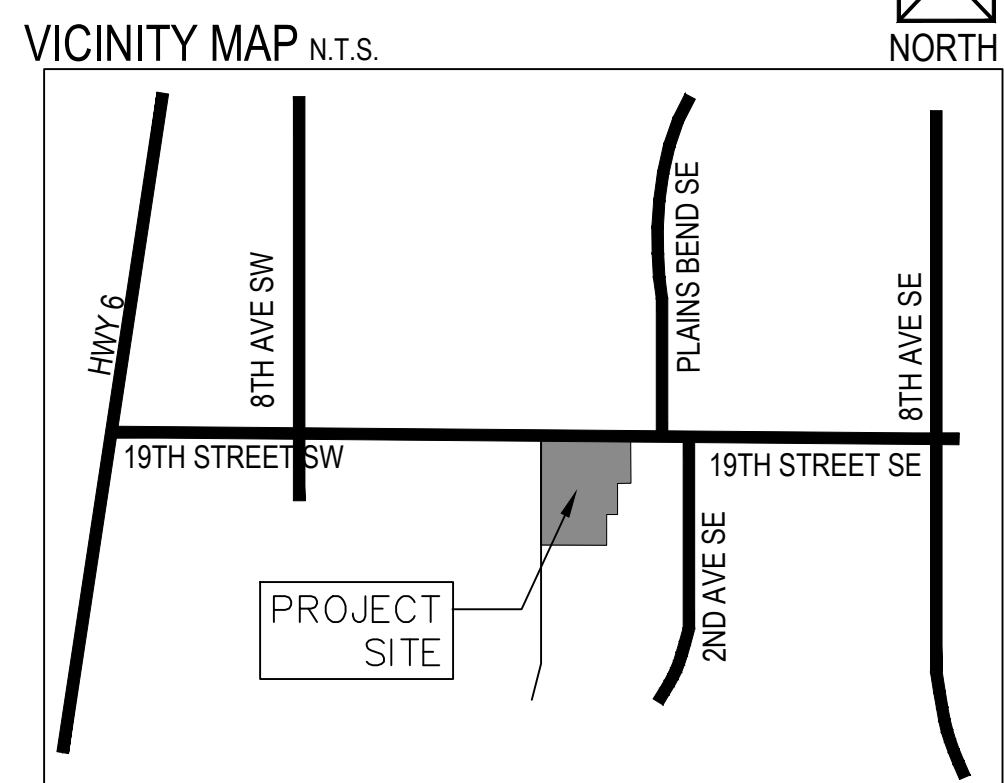 VICINITY MAP N.T.S.
NORTH
HWY 6
8TH AVE SW
PLAINS BEND SE
8TH AVE SE
19TH STREET SW
19TH STREET SE
2ND AVE SE
PROJECT
SITE